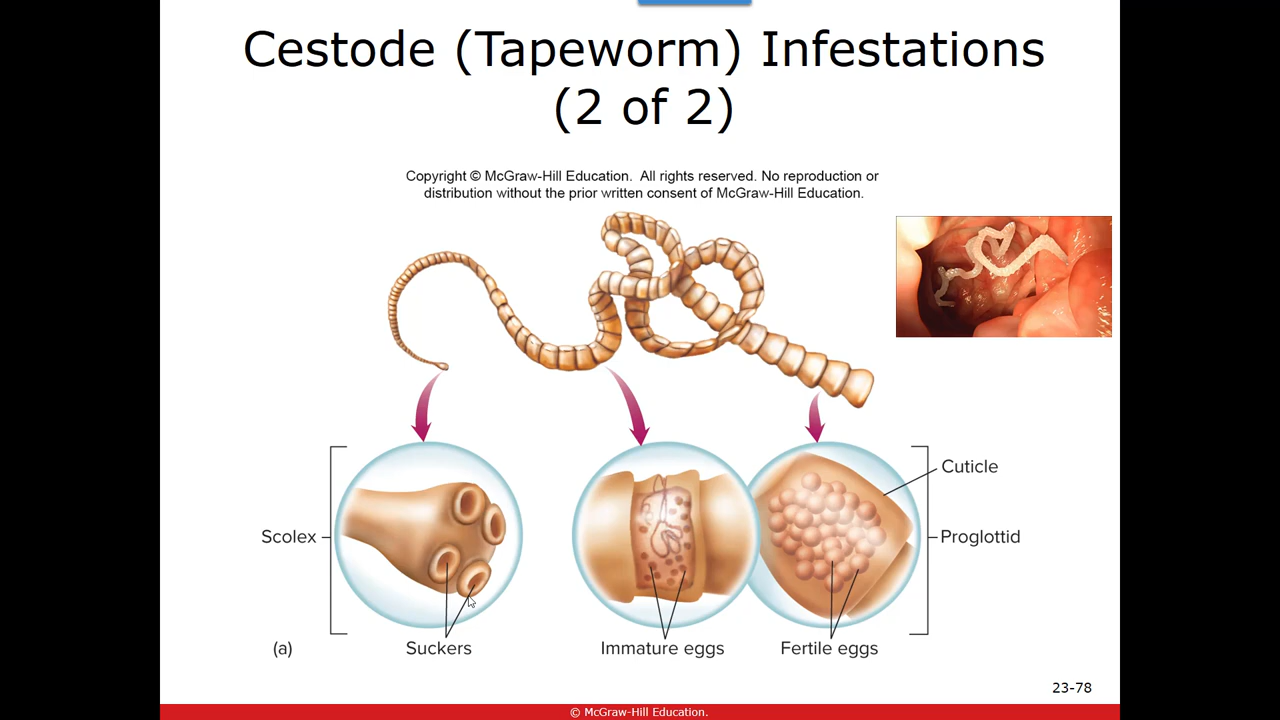 Cestode (Tapeworm) Infestations
(2 of 2)
Copyright © McGraw-Hill Education. All rights reserved. No reproduction or
distribution without the prior written consent of McGraw-Hill Education.
Cuticle
Scolex
Proglottid
(a)
Suckers
Immature eggs
Fertile eggs
23-78
© McGraw-Hill Education.